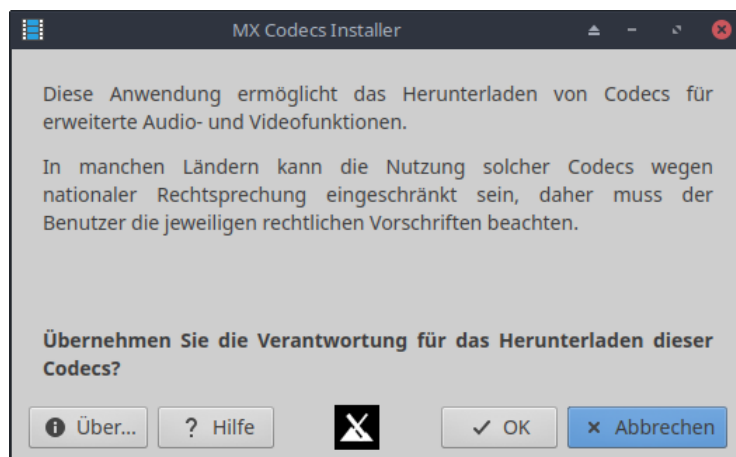 MX Codecs Installer
Diese Anwendung ermöglicht das Herunterladen von Codecs für
erweiterte Audio- und Videofunktionen.
In manchen Ländern kann die Nutzung solcher Codecs wegen
nationaler Rechtsprechung eingeschränkt sein, daher muss der
Benutzer die jeweiligen rechtlichen Vorschriften beachten.
Übernehmen Sie die Verantwortung für das Herunterladen dieser
Codecs?
Über... ? Hilfe OK Abbrechen